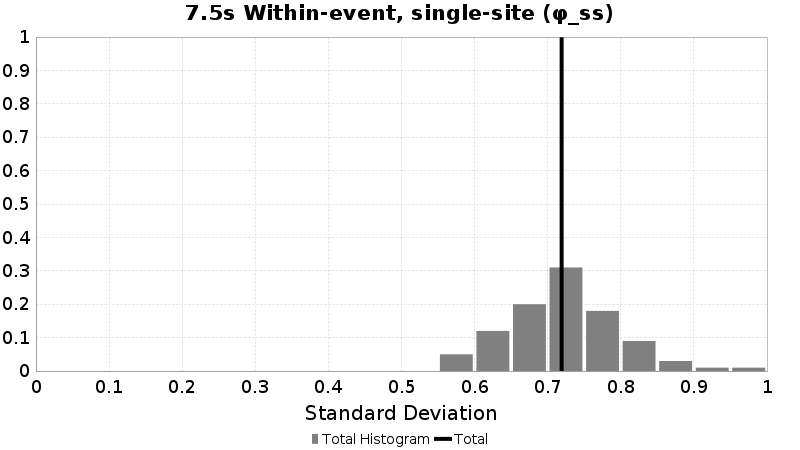 7.5s Within-event, single-site (φ_ss)
1
0.9
0.8
0.7
0.6
0.5
0.4
0.3
0.2
0.1
0
0 0.1 0.2 0.3 0.4 0.5 0.6 0.7 0.8 0.9 1
Standard Deviation
Total Histogram Total